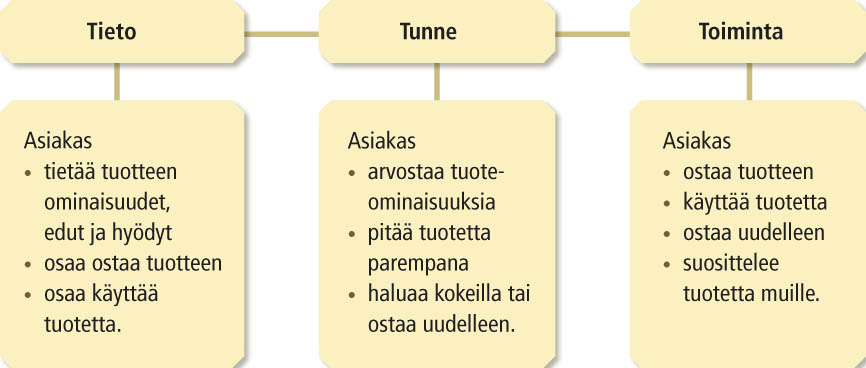 Tieto
Tunne
Toiminta
Asiakas
• tietää tuotteen
ominaisuudet,
edut ja hyödyt
• osaa ostaa tuotteen
• osaa käyttää
tuotetta.
Asiakas
• arvostaa tuote-
ominaisuuksia
• pitää tuotetta
parempana
• haluaa kokeilla tai
ostaa uudelleen.
Asiakas
• ostaa tuotteen
• käyttää tuotetta
• ostaa uudelleen
• suosittelee
tuotetta muille.